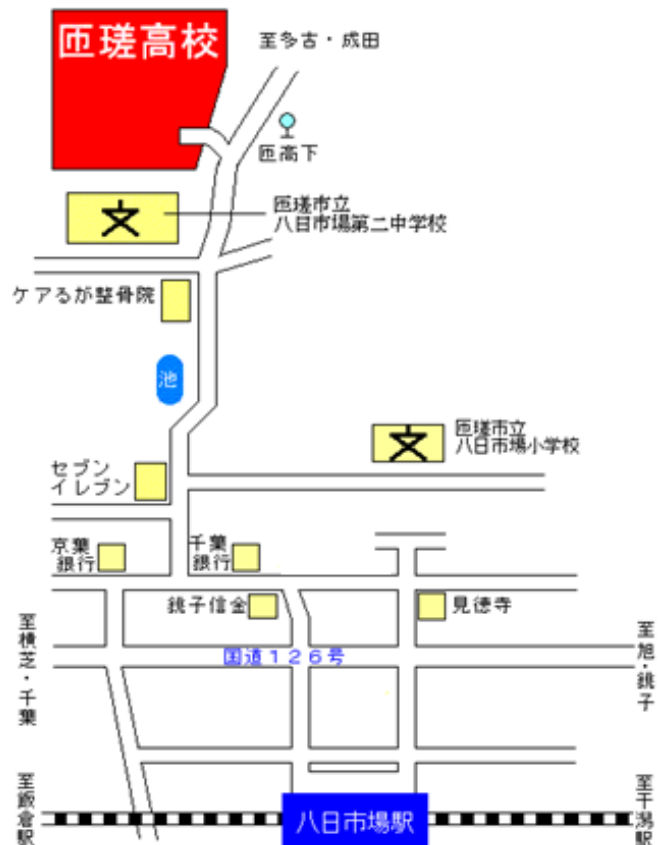 匝瑳高校
至多古・成田
匝高下
匝瑳市立
八日市場第二中学校
ケアるが整骨院
池
匝瑳市立
八日市場小学校
セブン
イレブン
京葉
銀行
千葉
銀行
銚子信金
見徳寺
至横芝・千葉
国道126号
至旭・銚子
至飯倉駅
八日市場駅
至干潟駅